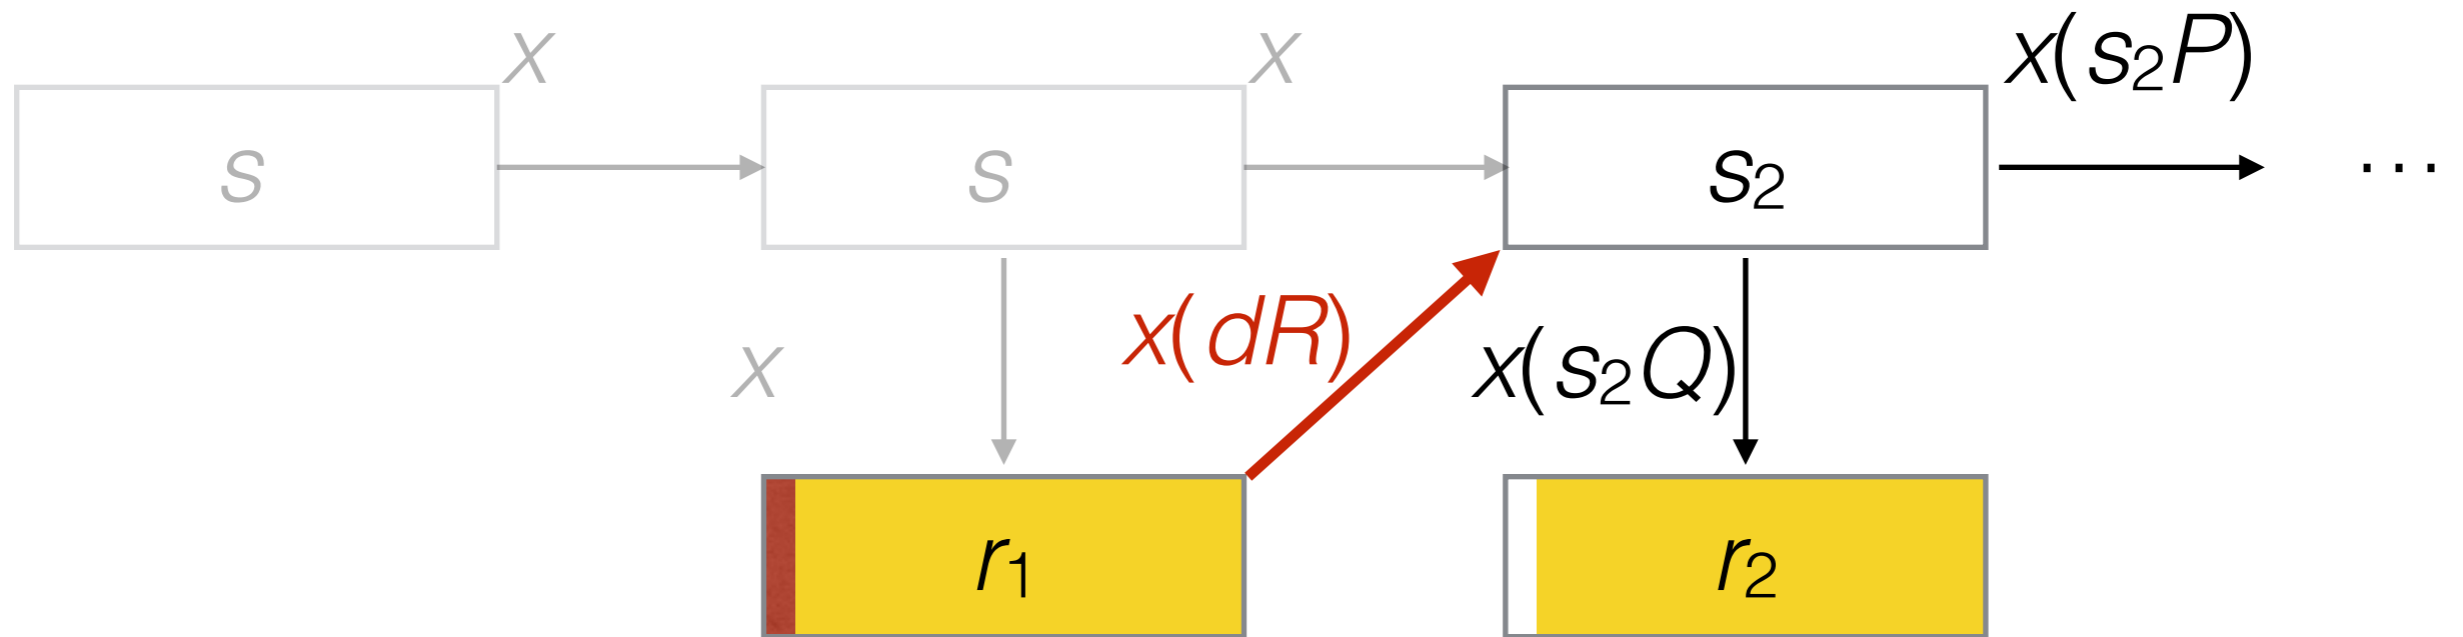 x x x(s₂P)
s s s₂ ...
x x(dR) x(s₂Q)
r₁ r₂